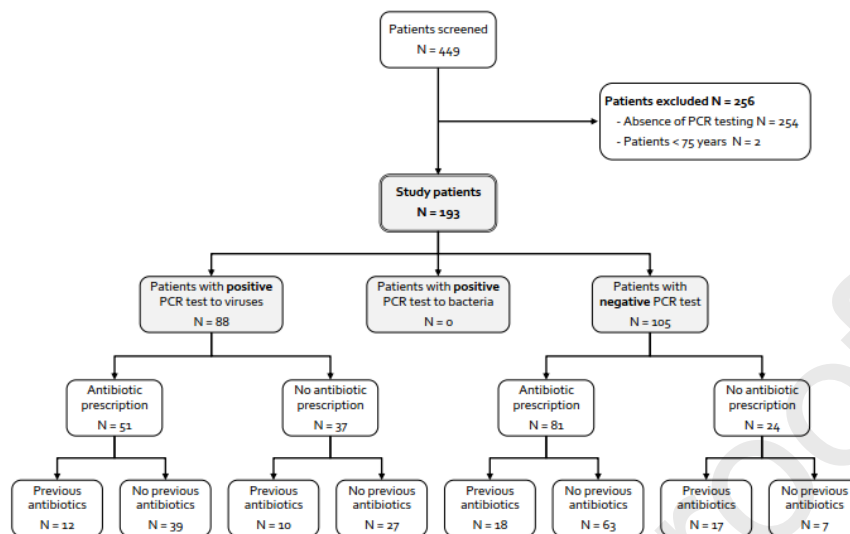 Patients screened
N = 449
Patients excluded N = 256
- Absence of PCR testing N = 254
- Patients < 75 years N = 2
Study patients
N = 193
Patients with positive
PCR test to viruses
N = 88
Patients with positive
PCR test to bacteria
N = 0
Patients with
negative PCR test
N = 105
Antibiotic
prescription
N = 51
No antibiotic
prescription
N = 37
Antibiotic
prescription
N = 81
No antibiotic
prescription
N = 24
Previous
antibiotics
N = 12
No previous
antibiotics
N = 39
Previous
antibiotics
N = 10
No previous
antibiotics
N = 27
Previous
antibiotics
N = 18
No previous
antibiotics
N = 63
Previous
antibiotics
N = 17
No previous
antibiotics
N = 7